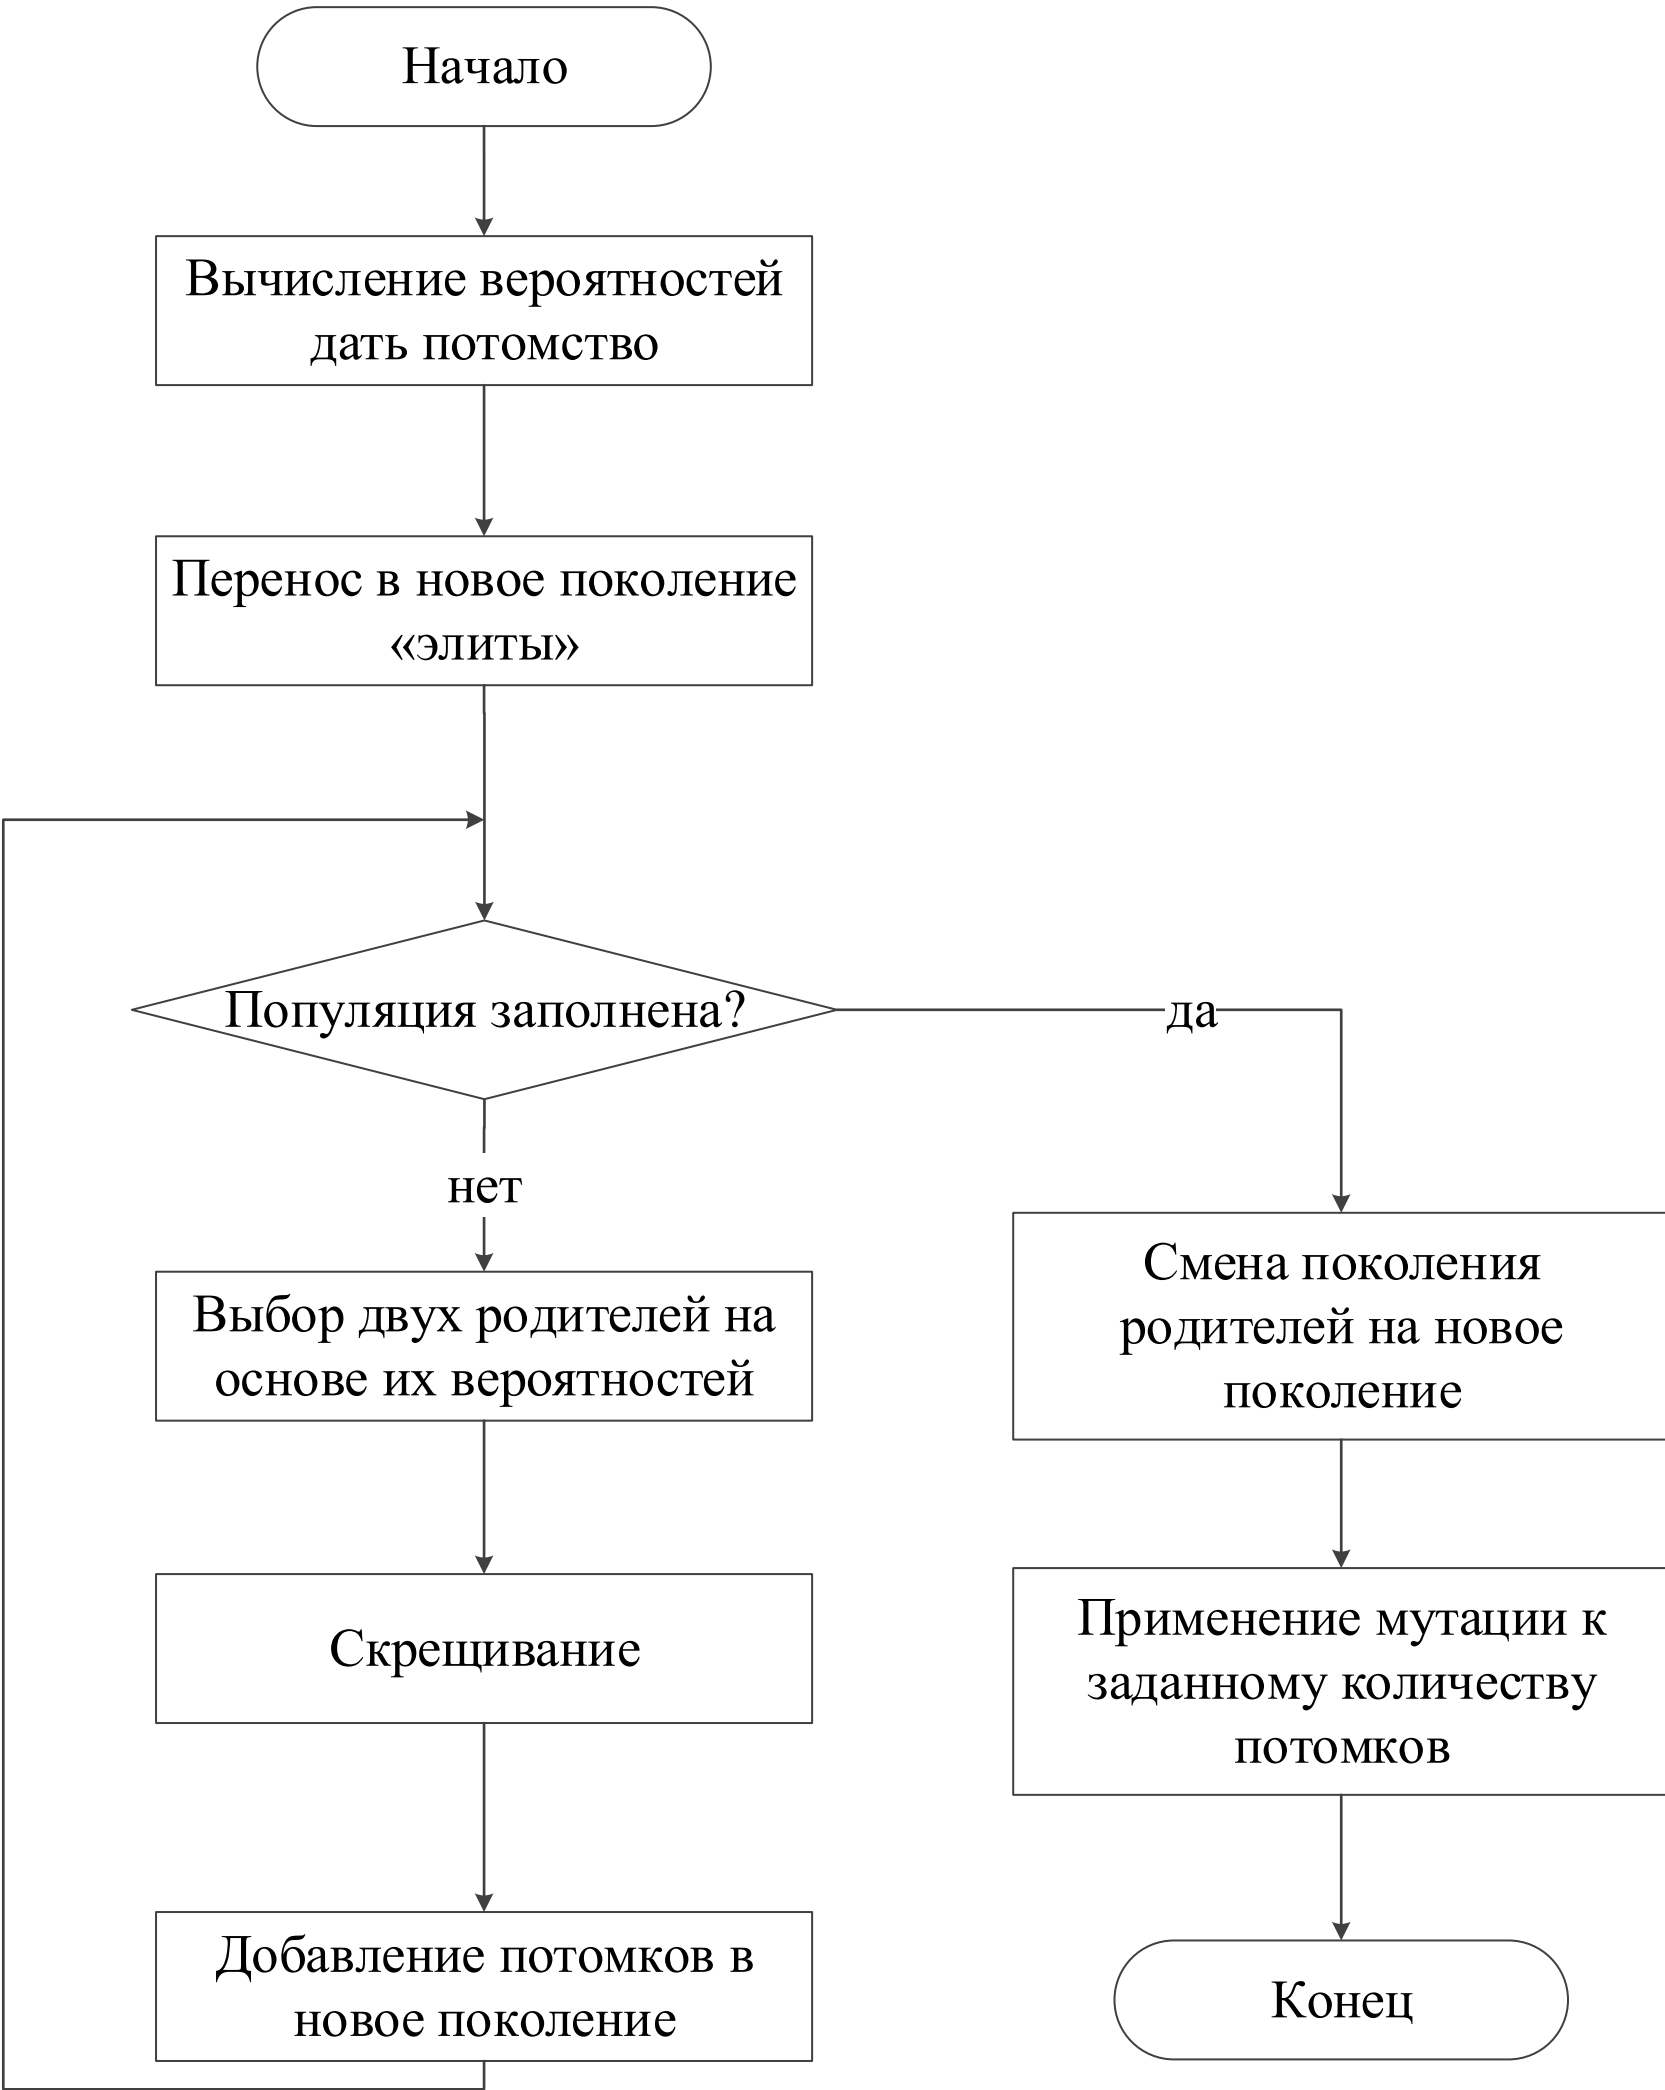 Начало
Вычисление вероятностей
дать потомство
Перенос в новое поколение
«элиты»
Популяция заполнена?
да
нет
Выбор двух родителей на
основе их вероятностей
Скрещивание
Добавление потомков в
новое поколение
Смена поколения
родителей на новое
поколение
Применение мутации к
заданному количеству
потомков
Конец